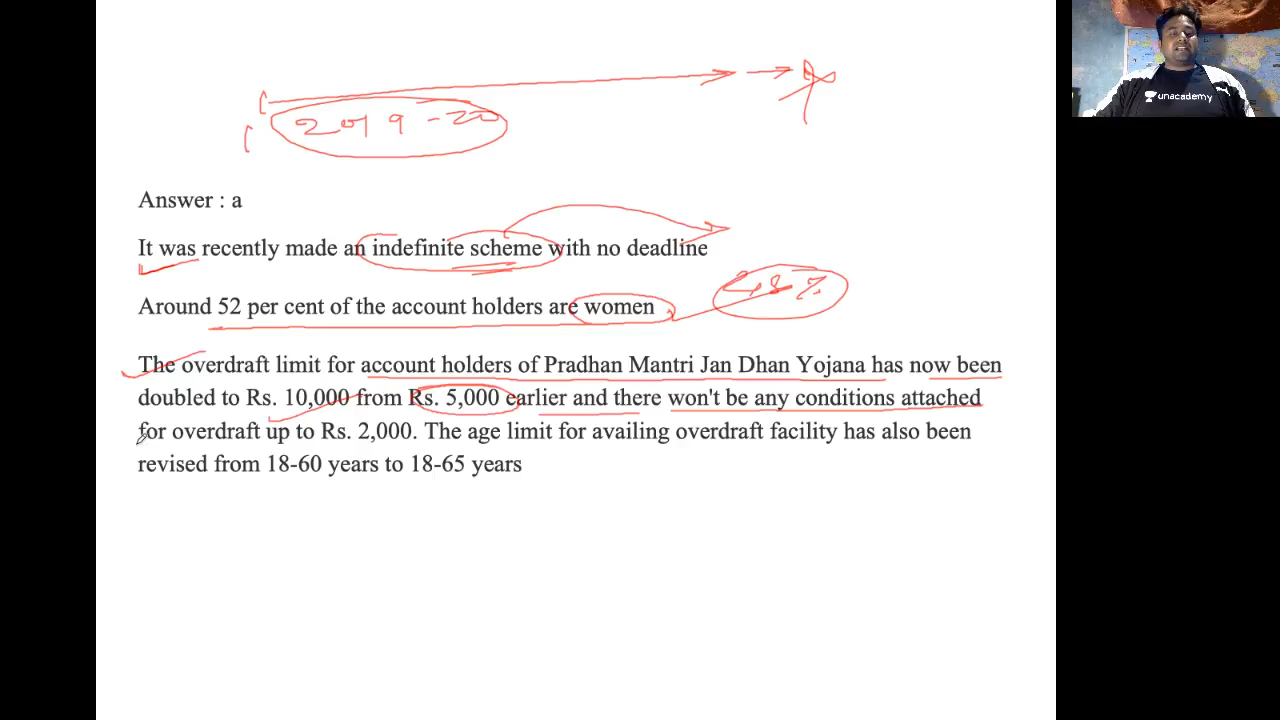 2019-20
Answer : a
It was recently made an indefinite scheme with no deadline
Around 52 per cent of the account holders are women
48%
The overdraft limit for account holders of Pradhan Mantri Jan Dhan Yojana has now been
doubled to Rs. 10,000 from Rs. 5,000 earlier and there won't be any conditions attached
for overdraft up to Rs. 2,000. The age limit for availing overdraft facility has also been
revised from 18-60 years to 18-65 years
unacademy